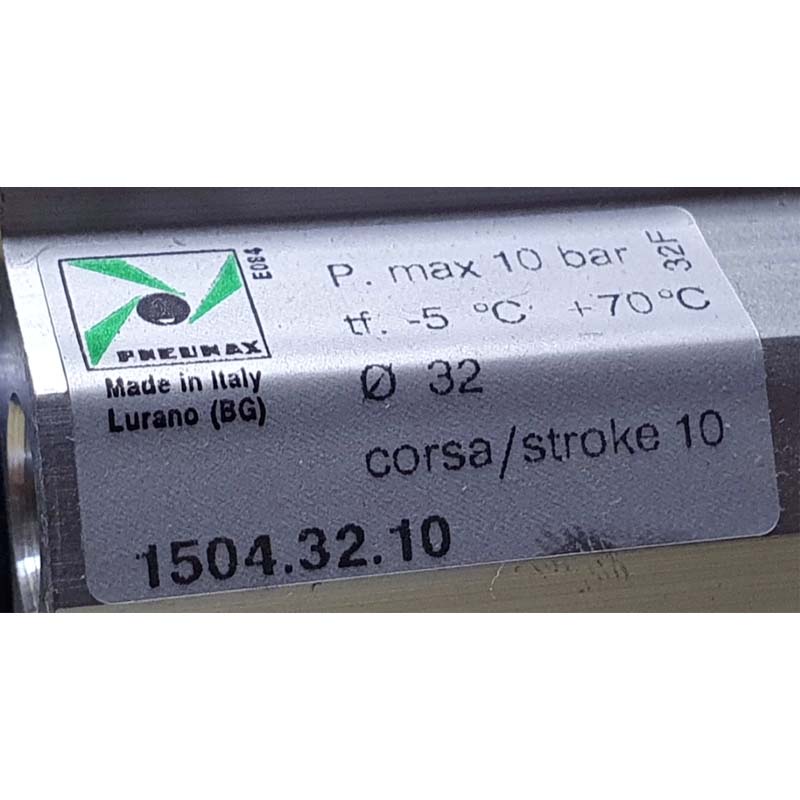 PNEUMAX
E084
Made in Italy
Lurano (BG)
P. max 10 bar
32F
tf. -5 °C +70°C
Ø 32
corsa/stroke 10
1504.32.10